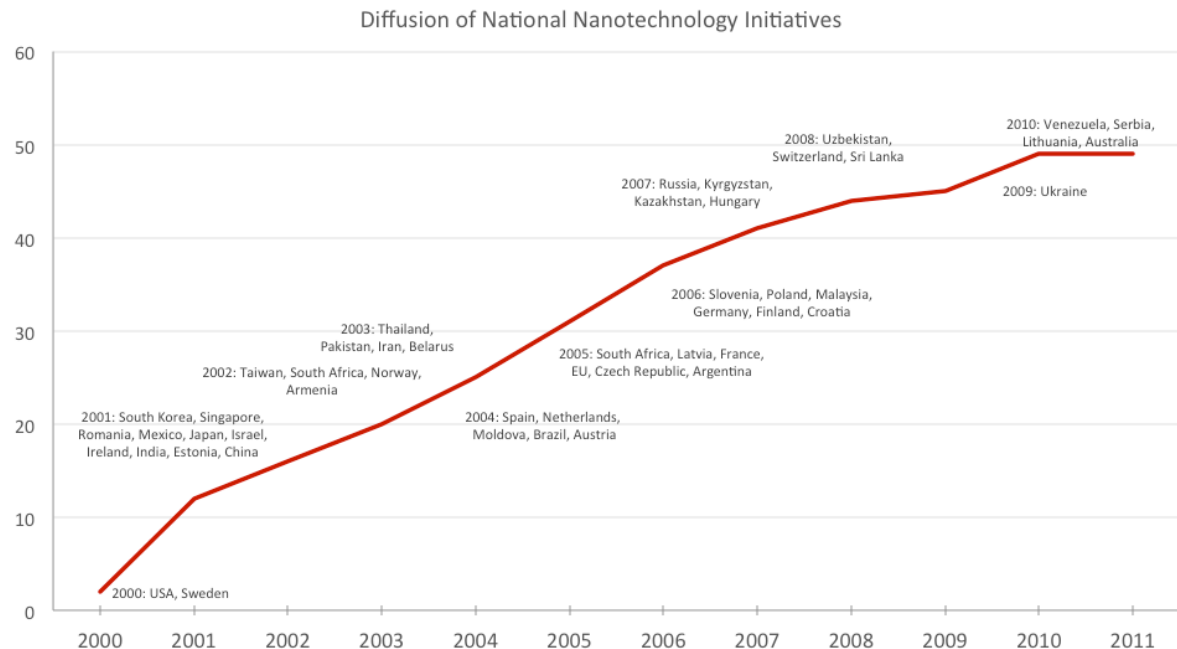 Diffusion of National Nanotechnology Initiatives
60
50
40
30
20
10
0
2010: Venezuela, Serbia,
Lithuania, Australia
2008: Uzbekistan,
Switzerland, Sri Lanka
2007: Russia, Kyrgyzstan,
Kazakhstan, Hungary
2009: Ukraine
2006: Slovenia, Poland, Malaysia,
Germany, Finland, Croatia
2003: Thailand,
Pakistan, Iran, Belarus
2005: South Africa, Latvia, France,
EU, Czech Republic, Argentina
2002: Taiwan, South Africa, Norway,
Armenia
2001: South Korea, Singapore,
Romania, Mexico, Japan, Israel,
Ireland, India, Estonia, China
2004: Spain, Netherlands,
Moldova, Brazil, Austria
2000: USA, Sweden
2000 2001 2002 2003 2004 2005 2006 2007 2008 2009 2010 2011